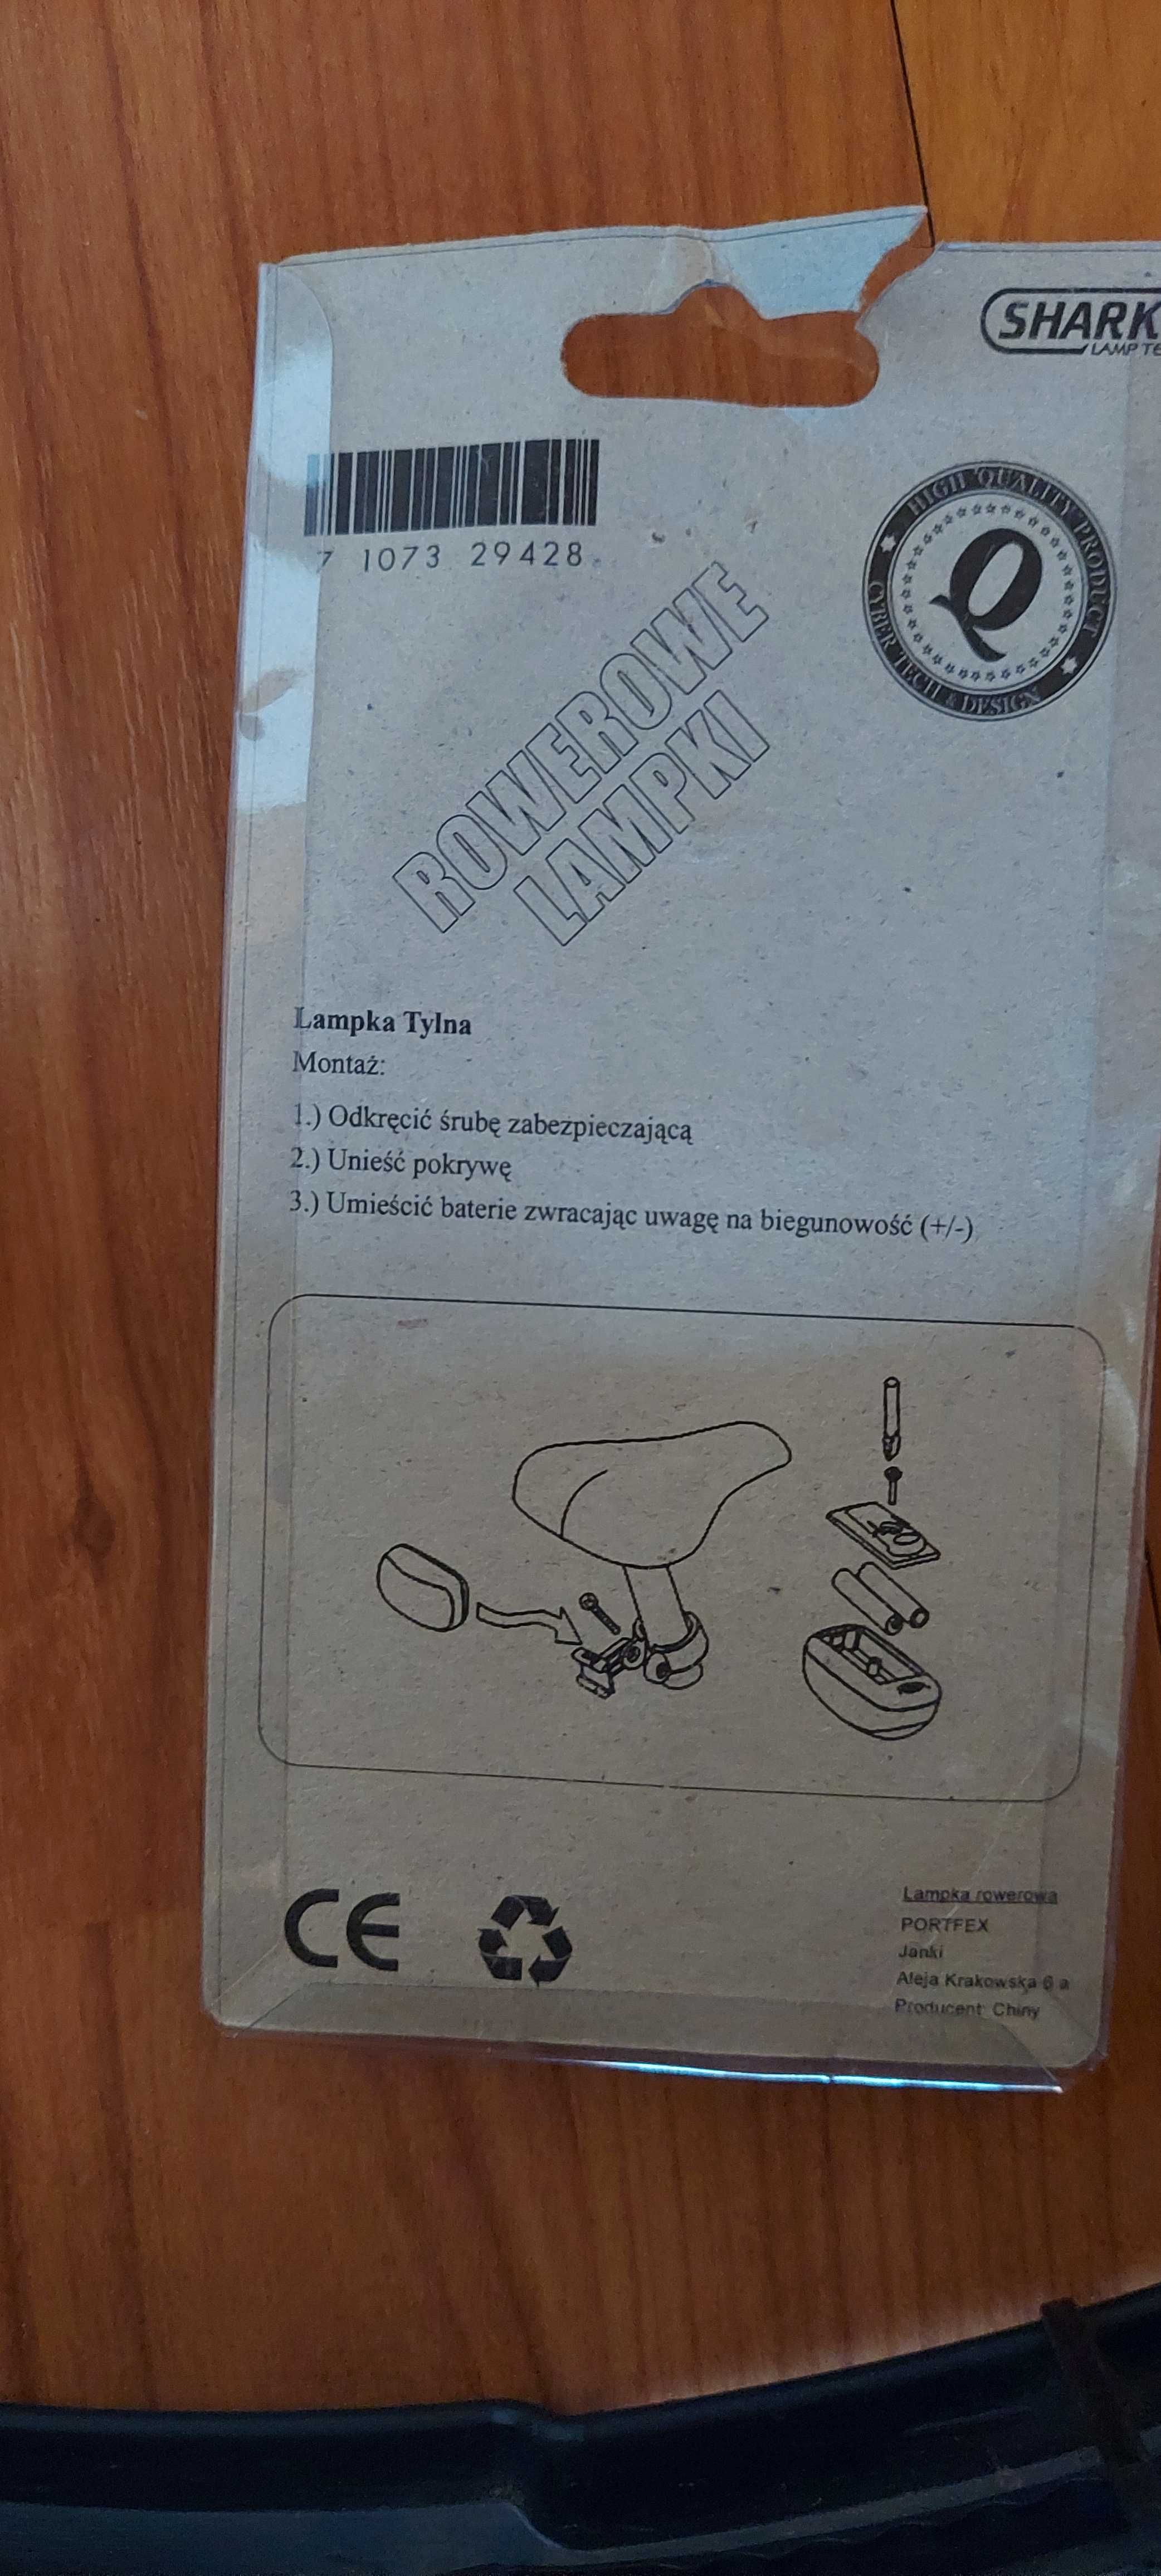 SHARK
LAMP TE
7 1073 29428
HIGH QUALITY PRODUCT
CYBER TECH & DESIGN
Q
ROWEROWE
LAMPKI
Lampka Tylna
Montaż:
1.) Odkręcić śrubę zabezpieczającą
2.) Unieść pokrywę
3.) Umieścić baterie zwracając uwagę na biegunowość (+/-)
CE
Lampka rowerowa
PORTFEX
Janki
Aleja Krakowska 6 a
Producent: Chiny